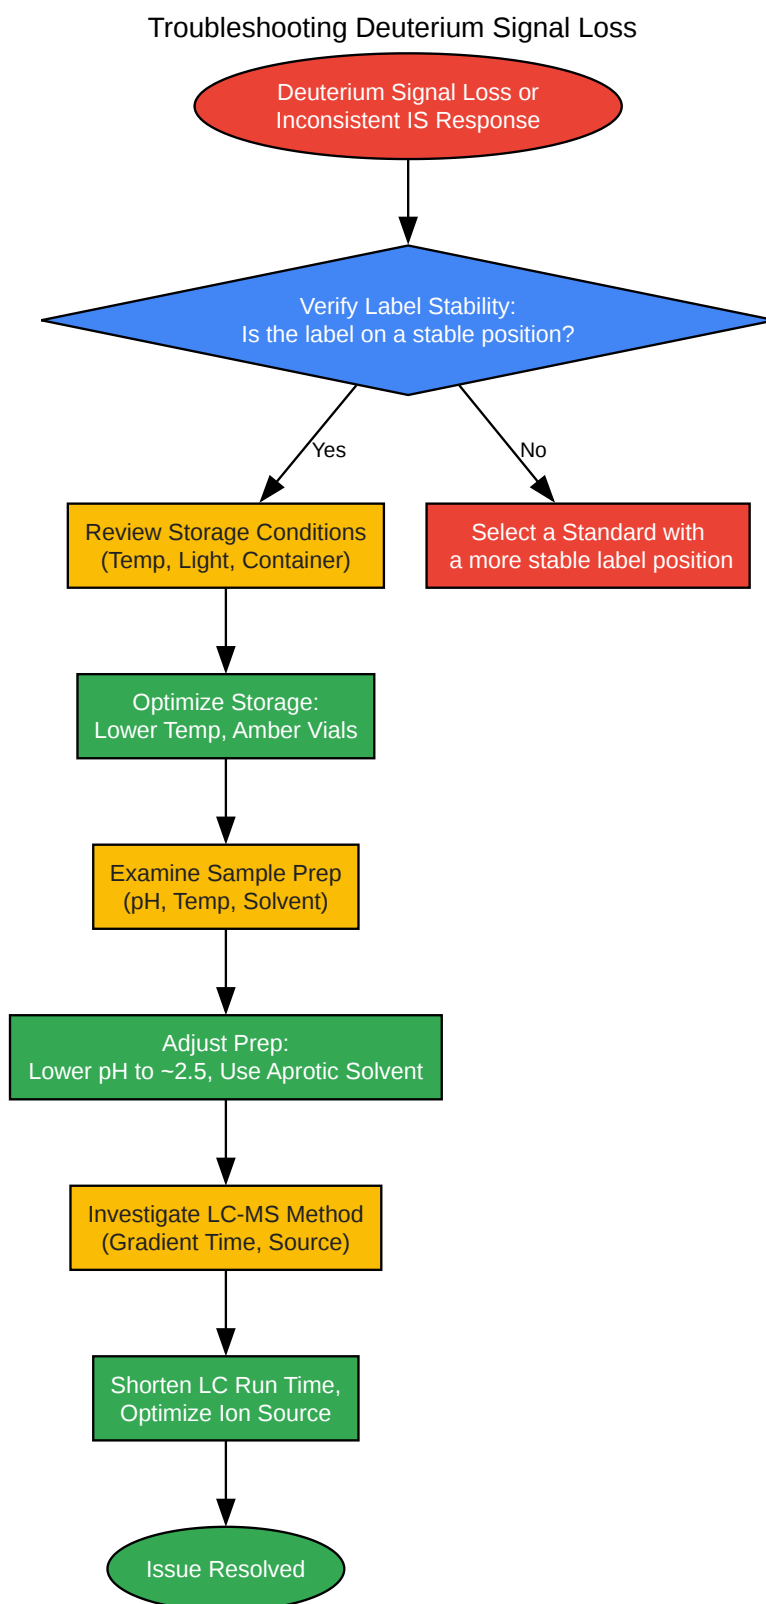 Troubleshooting Deuterium Signal Loss
Deuterium Signal Loss or
Inconsistent IS Response
Verify Label Stability:
Is the label on a stable position?
Yes
No
Review Storage Conditions
(Temp, Light, Container)
Select a Standard with
a more stable label position
Optimize Storage:
Lower Temp, Amber Vials
Examine Sample Prep
(pH, Temp, Solvent)
Adjust Prep:
Lower pH to ~2.5, Use Aprotic Solvent
Investigate LC-MS Method
(Gradient Time, Source)
Shorten LC Run Time,
Optimize Ion Source
Issue Resolved